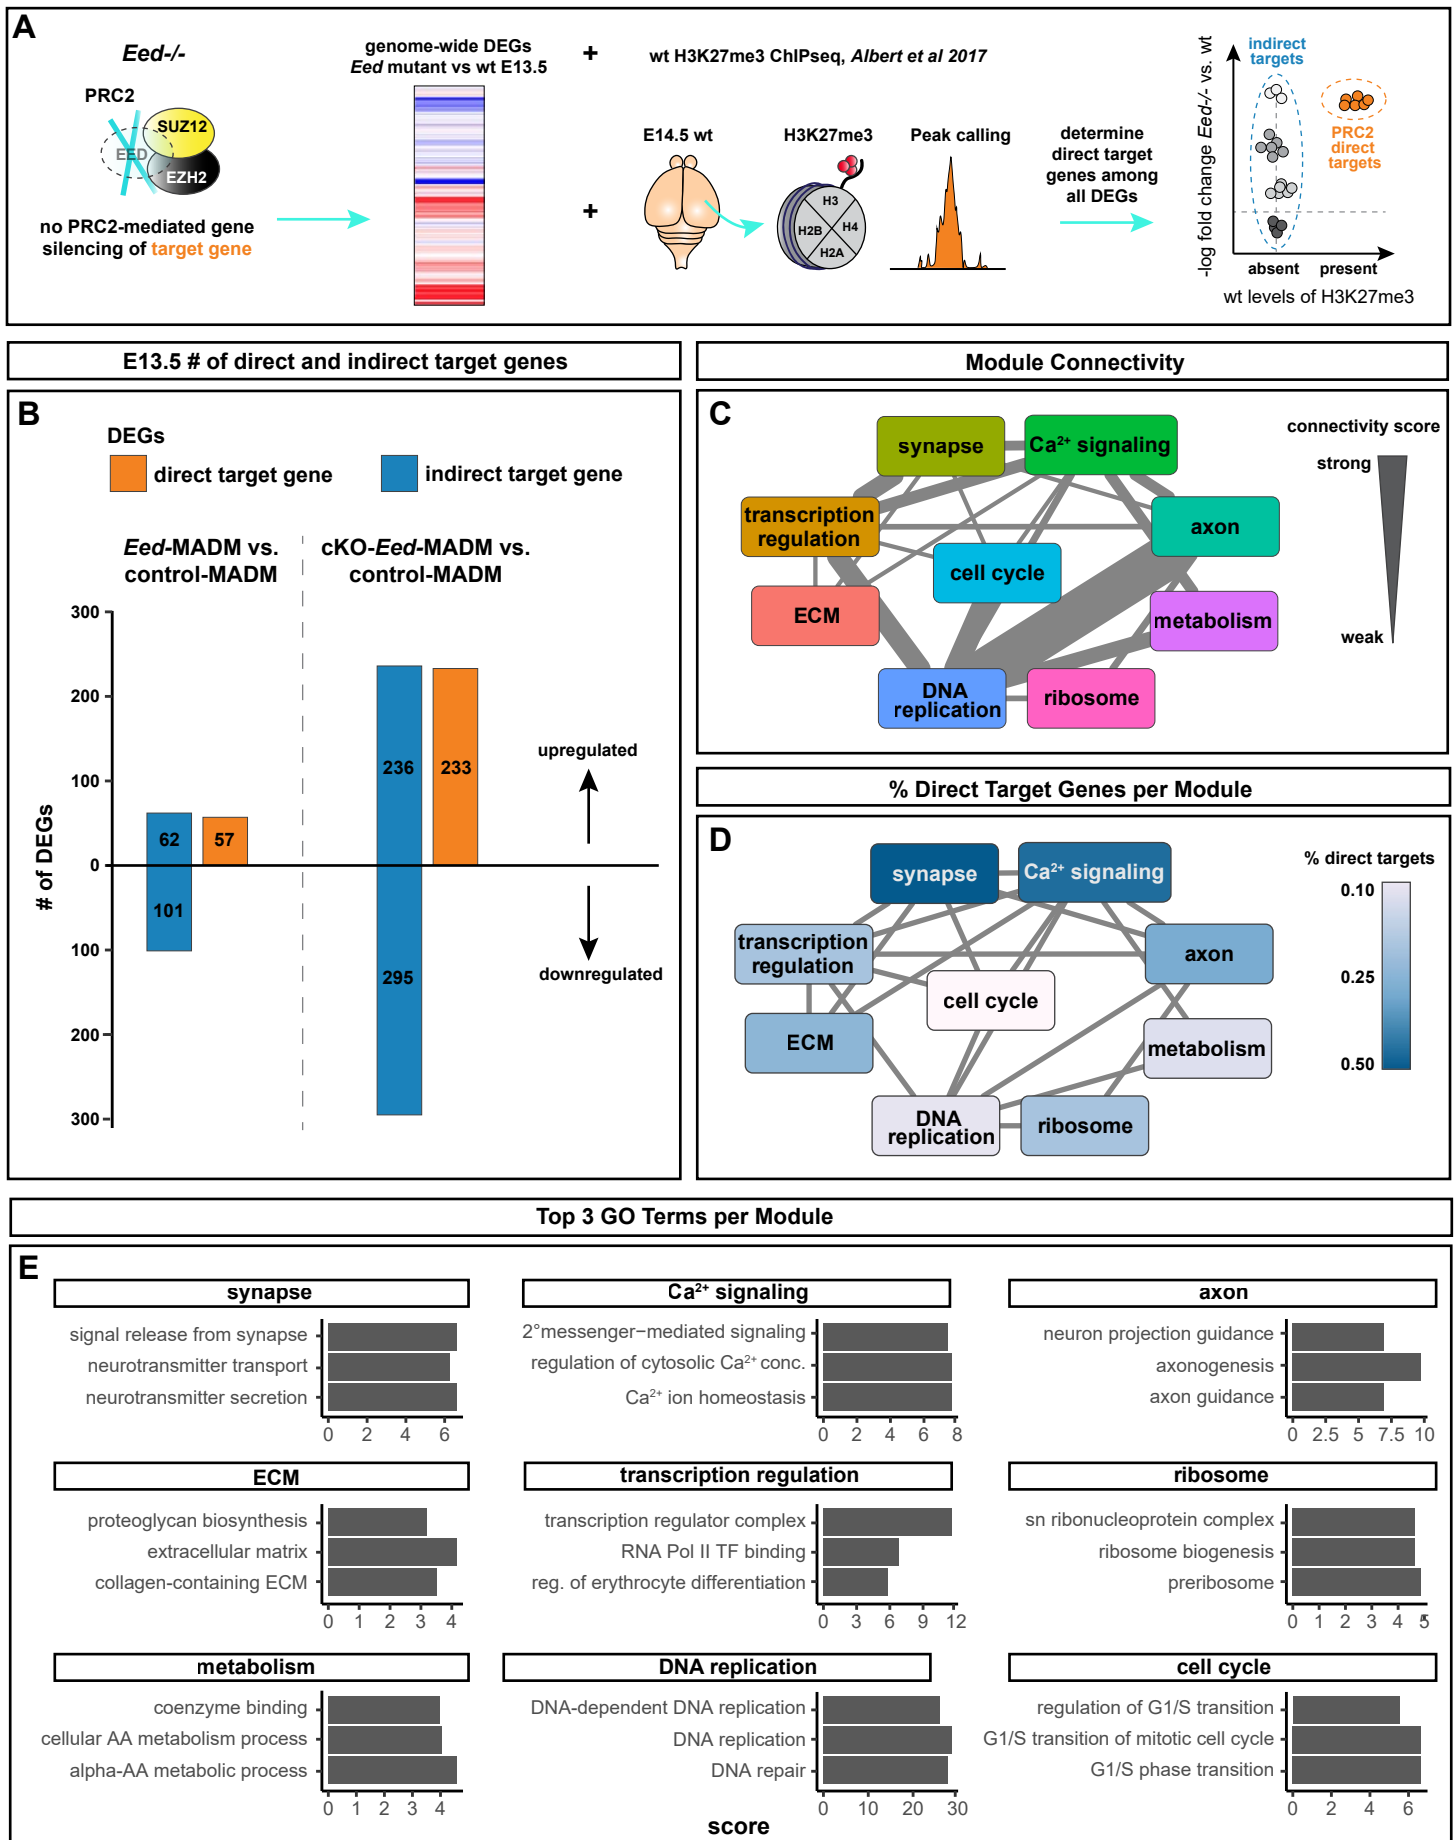 A
Eed-/-
PRC2
SUZ12
EED
EZH2
no PRC2-mediated gene
silencing of target gene
genome-wide DEGs
Eed mutant vs wt E13.5
+
wt H3K27me3 ChIPseq, Albert et al 2017
+
E14.5 wt
H3K27me3
H3
H2B
H4
H2A
Peak calling
determine
direct target
genes among
all DEGs
-log fold change Eed-/- vs. wt
indirect
targets
PRC2
direct
targets
absent
present
wt levels of H3K27me3
E13.5 # of direct and indirect target genes
B
DEGs
direct target gene
indirect target gene
Eed-MADM vs.
control-MADM
cKO-Eed-MADM vs.
control-MADM
# of DEGs
300
200
100
0
100
200
300
62
57
101
236
233
295
upregulated
downregulated
Module Connectivity
C
synapse
Ca²⁺ signaling
transcription
regulation
axon
cell cycle
ECM
metabolism
DNA
replication
ribosome
connectivity score
strong
weak
% Direct Target Genes per Module
D
synapse
Ca²⁺ signaling
transcription
regulation
axon
cell cycle
ECM
metabolism
DNA
replication
ribosome
% direct targets
0.10
0.25
0.50
Top 3 GO Terms per Module
E
synapse
signal release from synapse
neurotransmitter transport
neurotransmitter secretion
0 2 4 6
Ca²⁺ signaling
2°messenger−mediated signaling
regulation of cytosolic Ca²⁺ conc.
Ca²⁺ ion homeostasis
0 2 4 6 8
axon
neuron projection guidance
axonogenesis
axon guidance
0 2.5 5 7.5 10
ECM
proteoglycan biosynthesis
extracellular matrix
collagen-containing ECM
0 1 2 3 4
transcription regulation
transcription regulator complex
RNA Pol II TF binding
reg. of erythrocyte differentiation
0 3 6 9 12
ribosome
sn ribonucleoprotein complex
ribosome biogenesis
preribosome
0 1 2 3 4 5
metabolism
coenzyme binding
cellular AA metabolism process
alpha-AA metabolic process
0 1 2 3 4
DNA replication
DNA-dependent DNA replication
DNA replication
DNA repair
0 10 20 30
cell cycle
regulation of G1/S transition
G1/S transition of mitotic cell cycle
G1/S phase transition
0 2 4 6
score